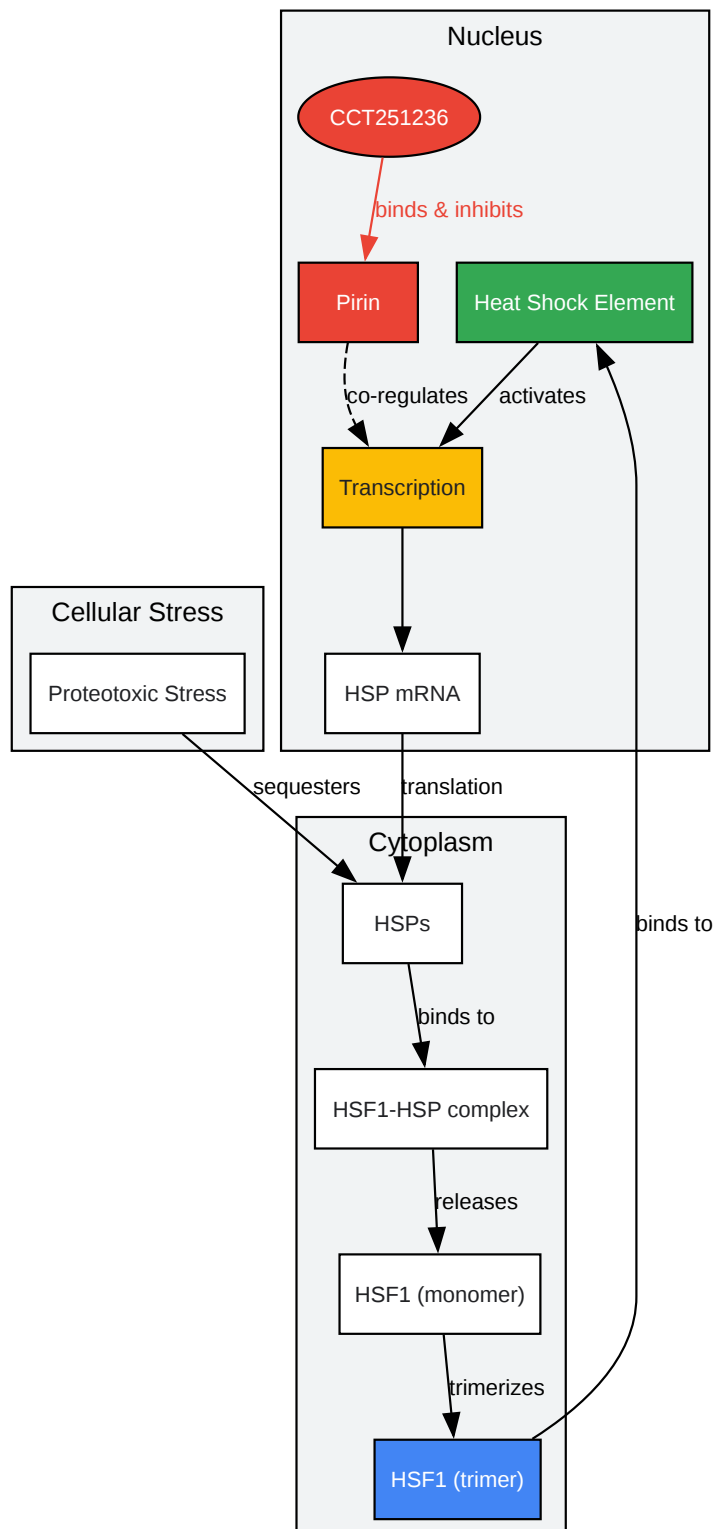 Nucleus
CCT251236
binds & inhibits
Pirin
Heat Shock Element
co-regulates
activates
Transcription
Cellular Stress
Proteotoxic Stress
HSP mRNA
sequesters
translation
Cytoplasm
HSPs
binds to
binds to
HSF1-HSP complex
releases
HSF1 (monomer)
trimerizes
HSF1 (trimer)